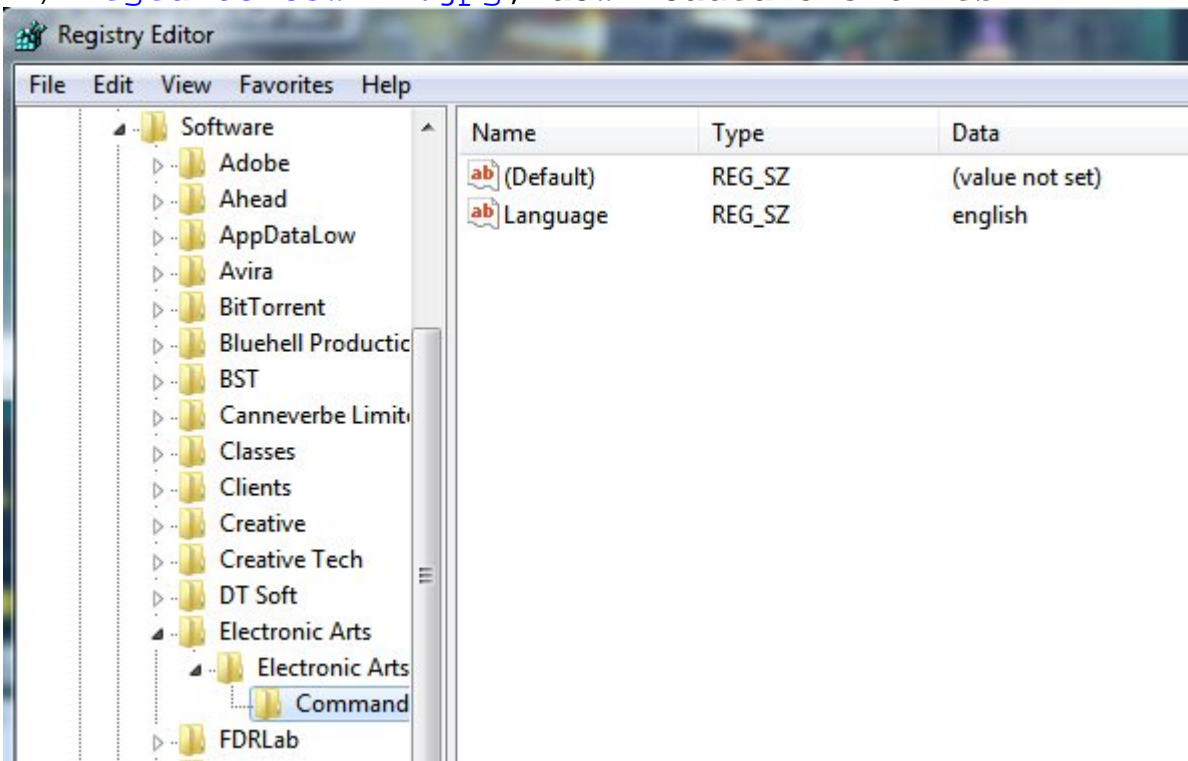 Registry Editor
File Edit View Favorites Help
Name Type Data
(Default) REG_SZ (value not set)
Language REG_SZ english
Software
Adobe
Ahead
AppDataLow
Avira
BitTorrent
Bluehell Productic
BST
Canneverbe Limit
Classes
Clients
Creative
Creative Tech
DT Soft
Electronic Arts
Electronic Arts
Command
FDRLab